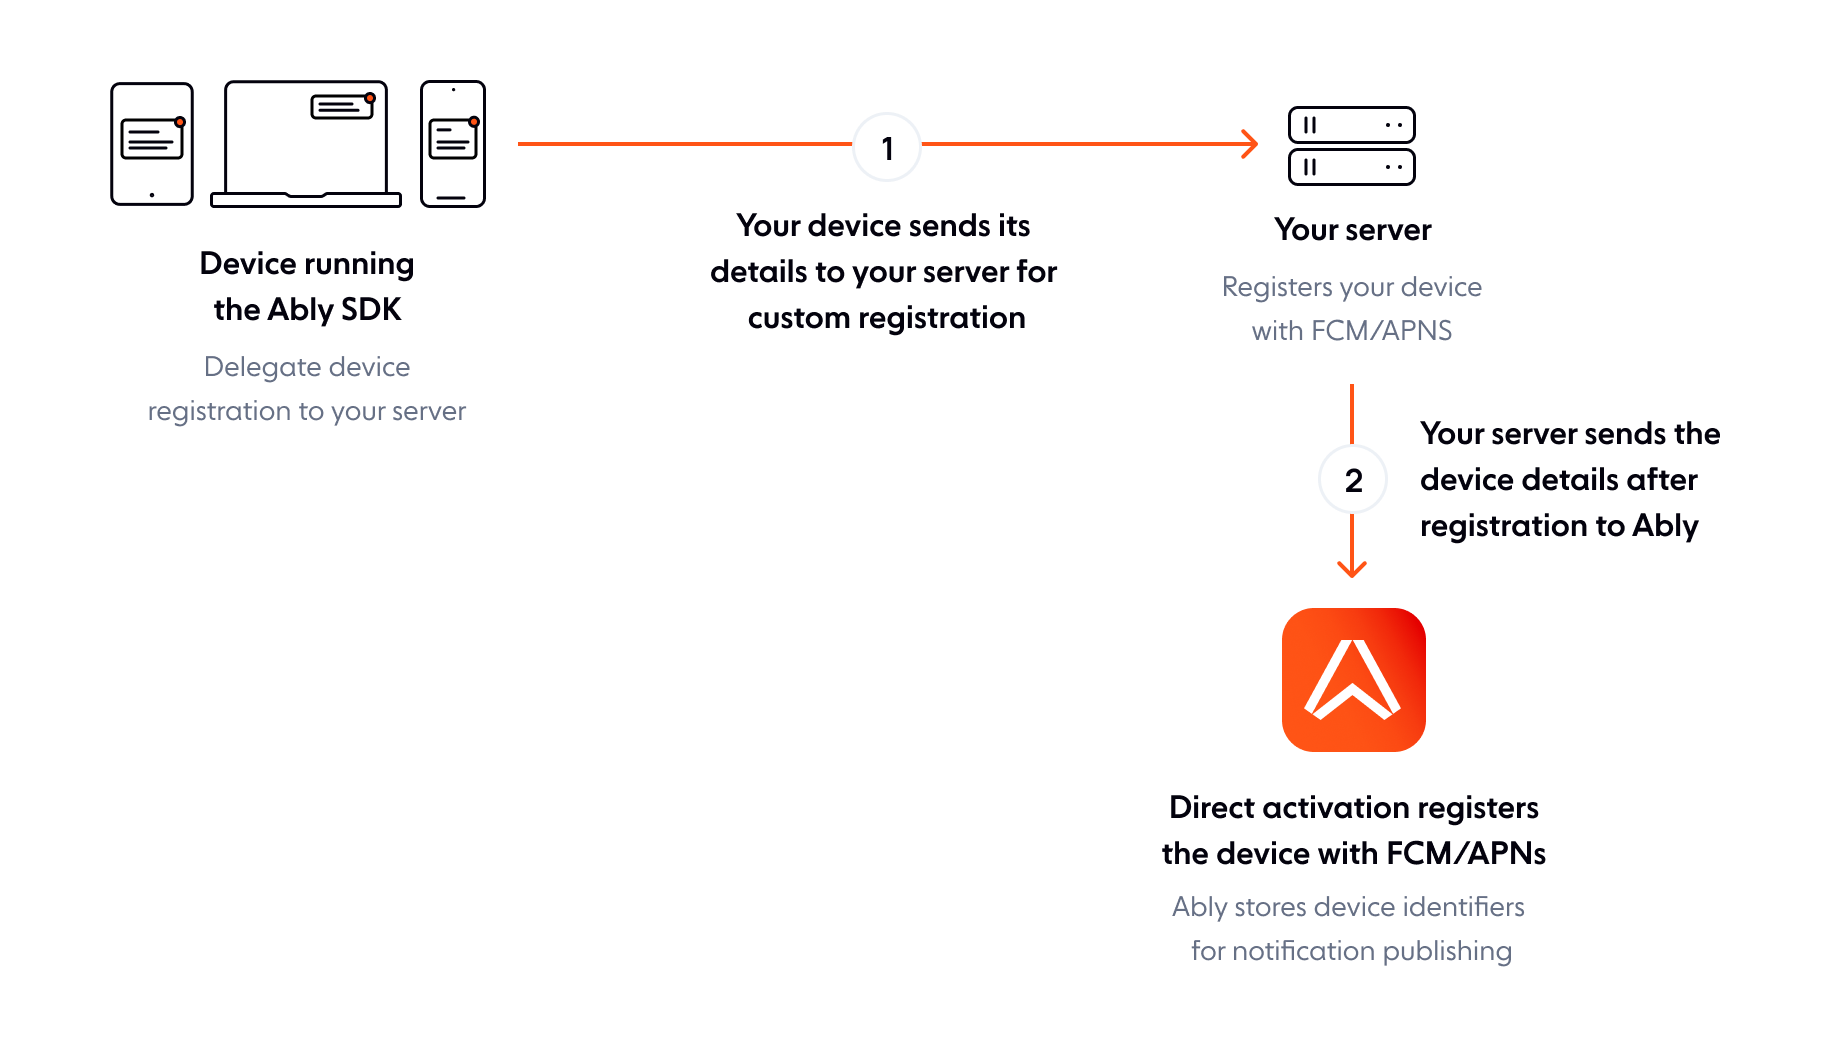 Device running
the Ably SDK
Delegate device
registration to your server
1
Your device sends its
details to your server for
custom registration
Your server
Registers your device
with FCM/APNS
2
Your server sends the
device details after
registration to Ably
Direct activation registers
the device with FCM/APNs
Ably stores device identifiers
for notification publishing